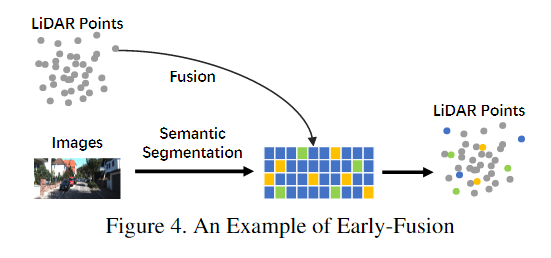 LiDAR Points
Fusion
LiDAR Points
Images
Semantic
Segmentation
Figure 4. An Example of Early-Fusion